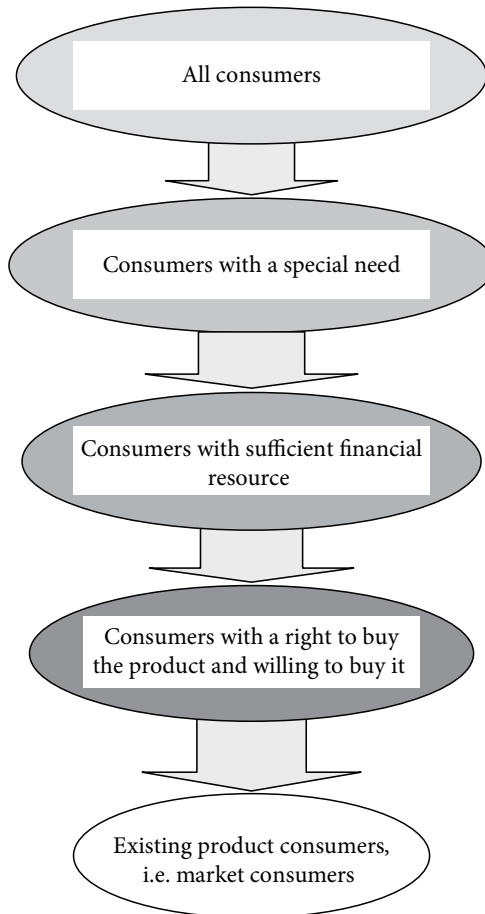 All consumers
Consumers with a special need
Consumers with sufficient financial
resource
Consumers with a right to buy
the product and willing to buy it
Existing product consumers,
i.e. market consumers